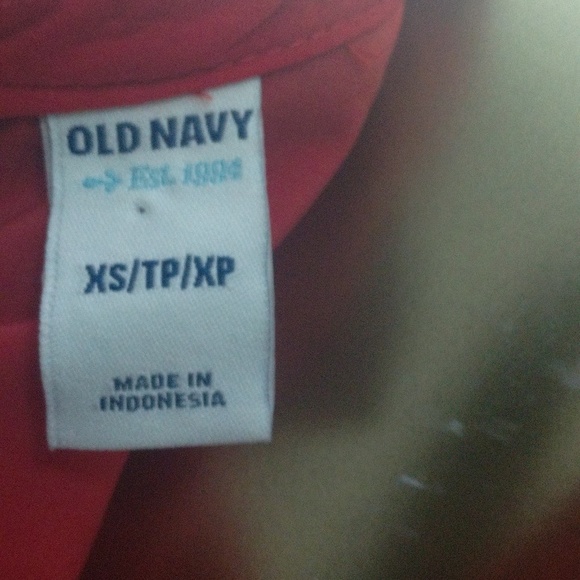 OLD NAVY
Est. 1994
XS/TP/XP
MADE IN
INDONESIA